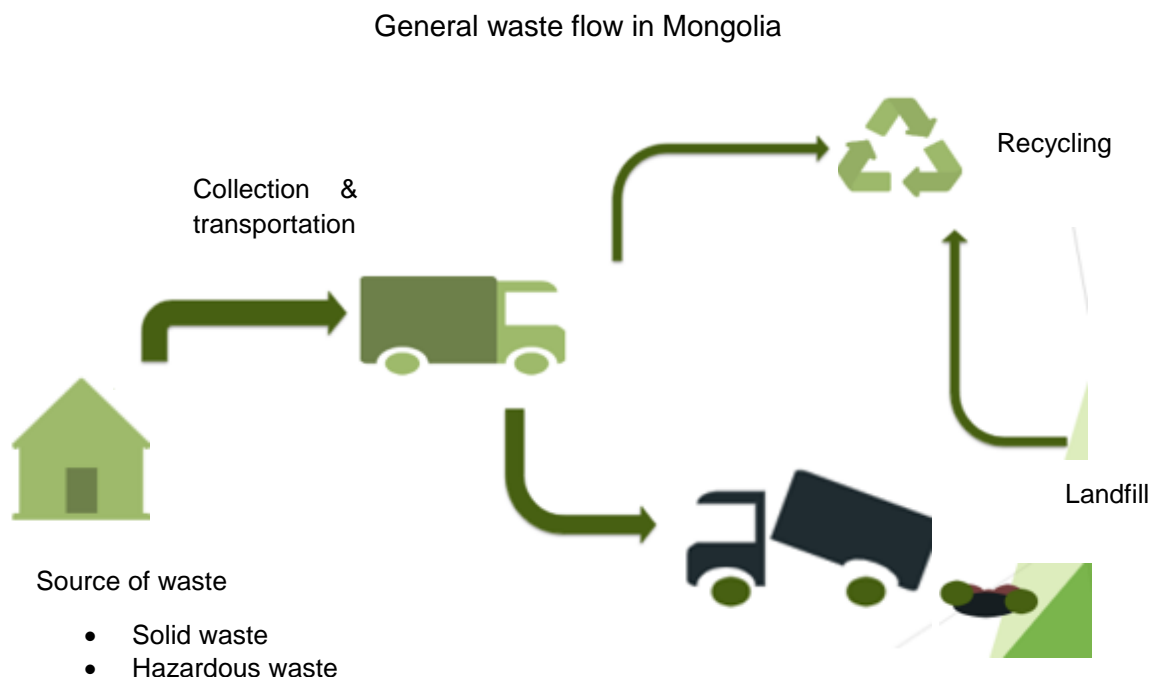 General waste flow in Mongolia
Recycling
Collection &
transportation
Landfill
Source of waste
• Solid waste
• Hazardous waste